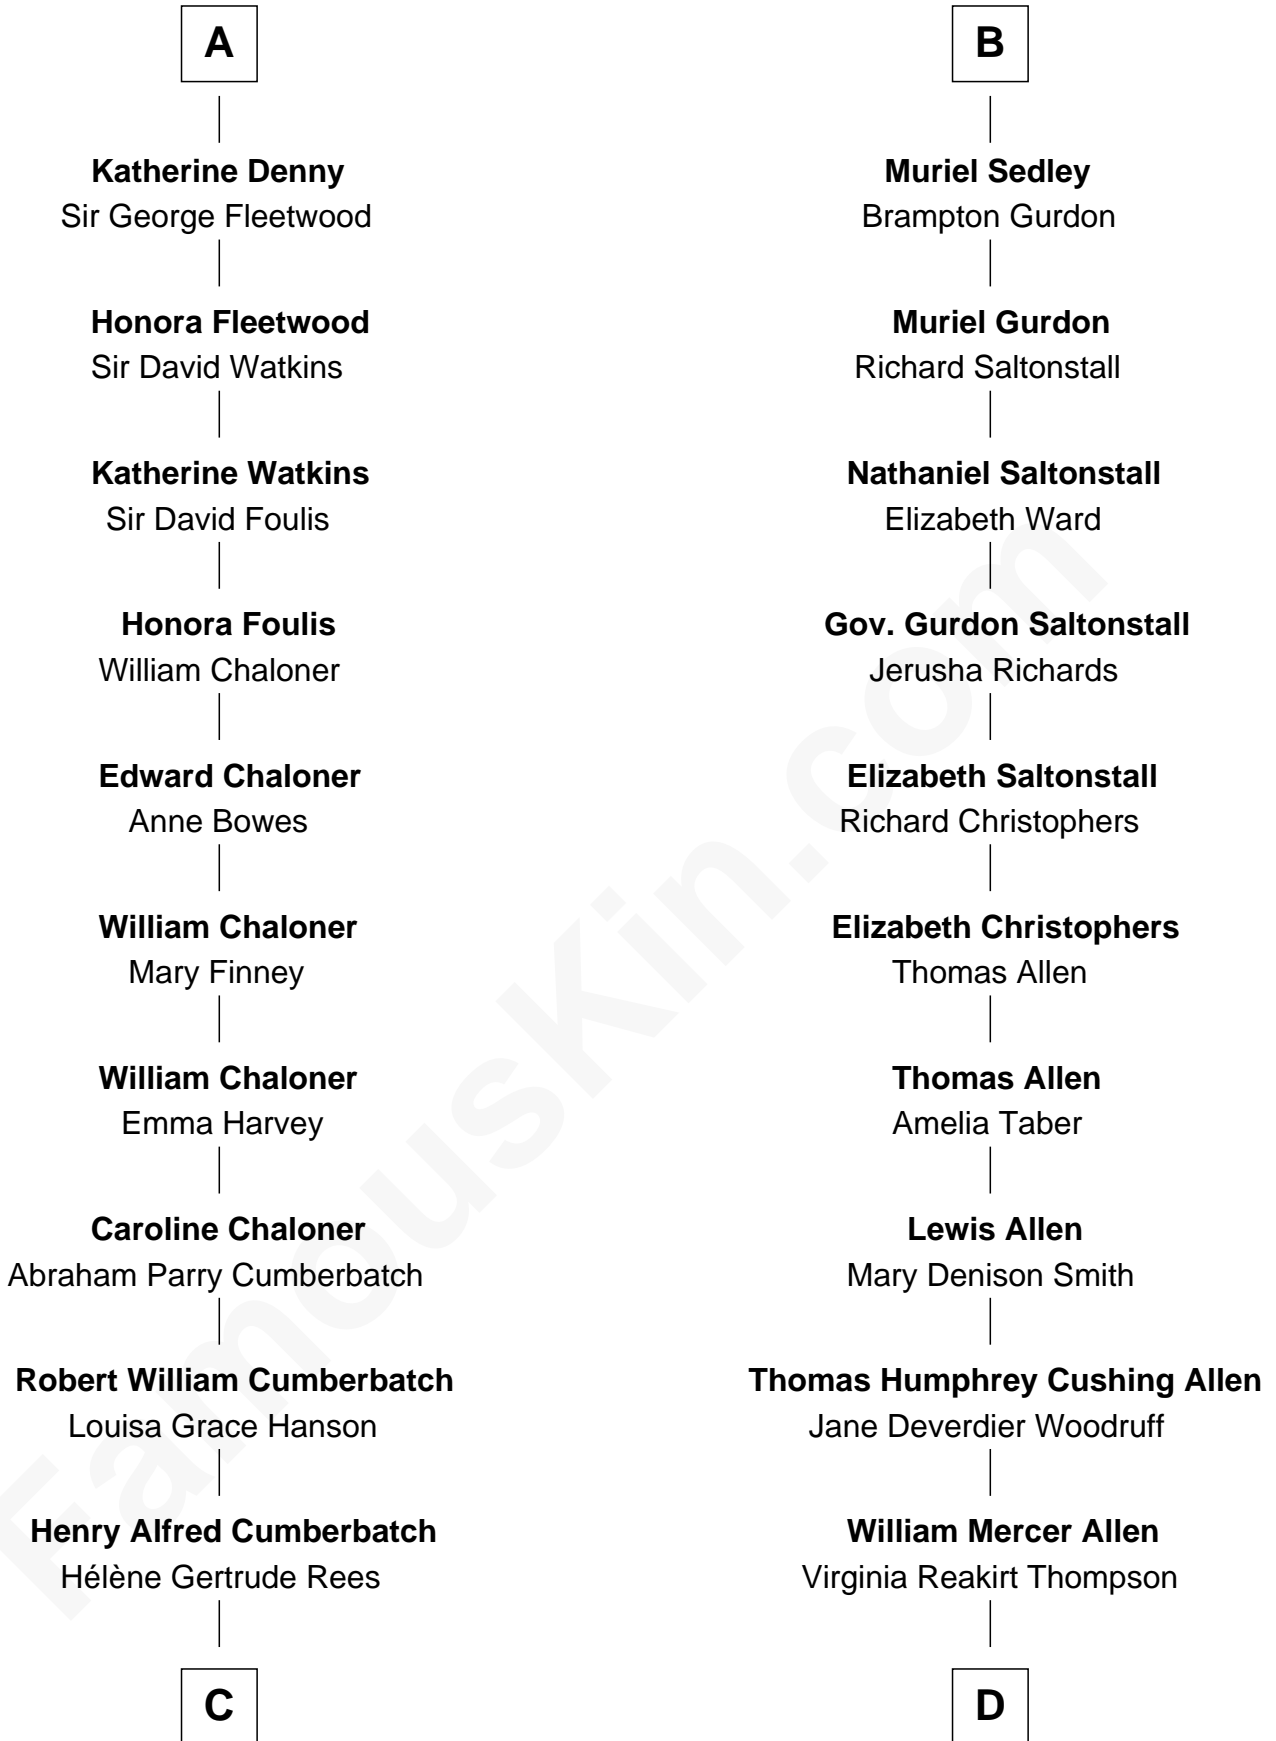 A
Katherine Denny
Sir George Fleetwood
Honora Fleetwood
Sir David Watkins
Katherine Watkins
Sir David Foulis
Honora Foulis
William Chaloner
Edward Chaloner
Anne Bowes
William Chaloner
Mary Finney
William Chaloner
Emma Harvey
Caroline Chaloner
Abraham Parry Cumberbatch
Robert William Cumberbatch
Louisa Grace Hanson
Henry Alfred Cumberbatch
Hélène Gertrude Rees
C
B
Muriel Sedley
Brampton Gurdon
Muriel Gurdon
Richard Saltonstall
Nathaniel Saltonstall
Elizabeth Ward
Gov. Gurdon Saltonstall
Jerusha Richards
Elizabeth Saltonstall
Richard Christophers
Elizabeth Christophers
Thomas Allen
Thomas Allen
Amelia Taber
Lewis Allen
Mary Denison Smith
Thomas Humphrey Cushing Allen
Jane Deverdier Woodruff
William Mercer Allen
Virginia Reakirt Thompson
D
FamousKin.com